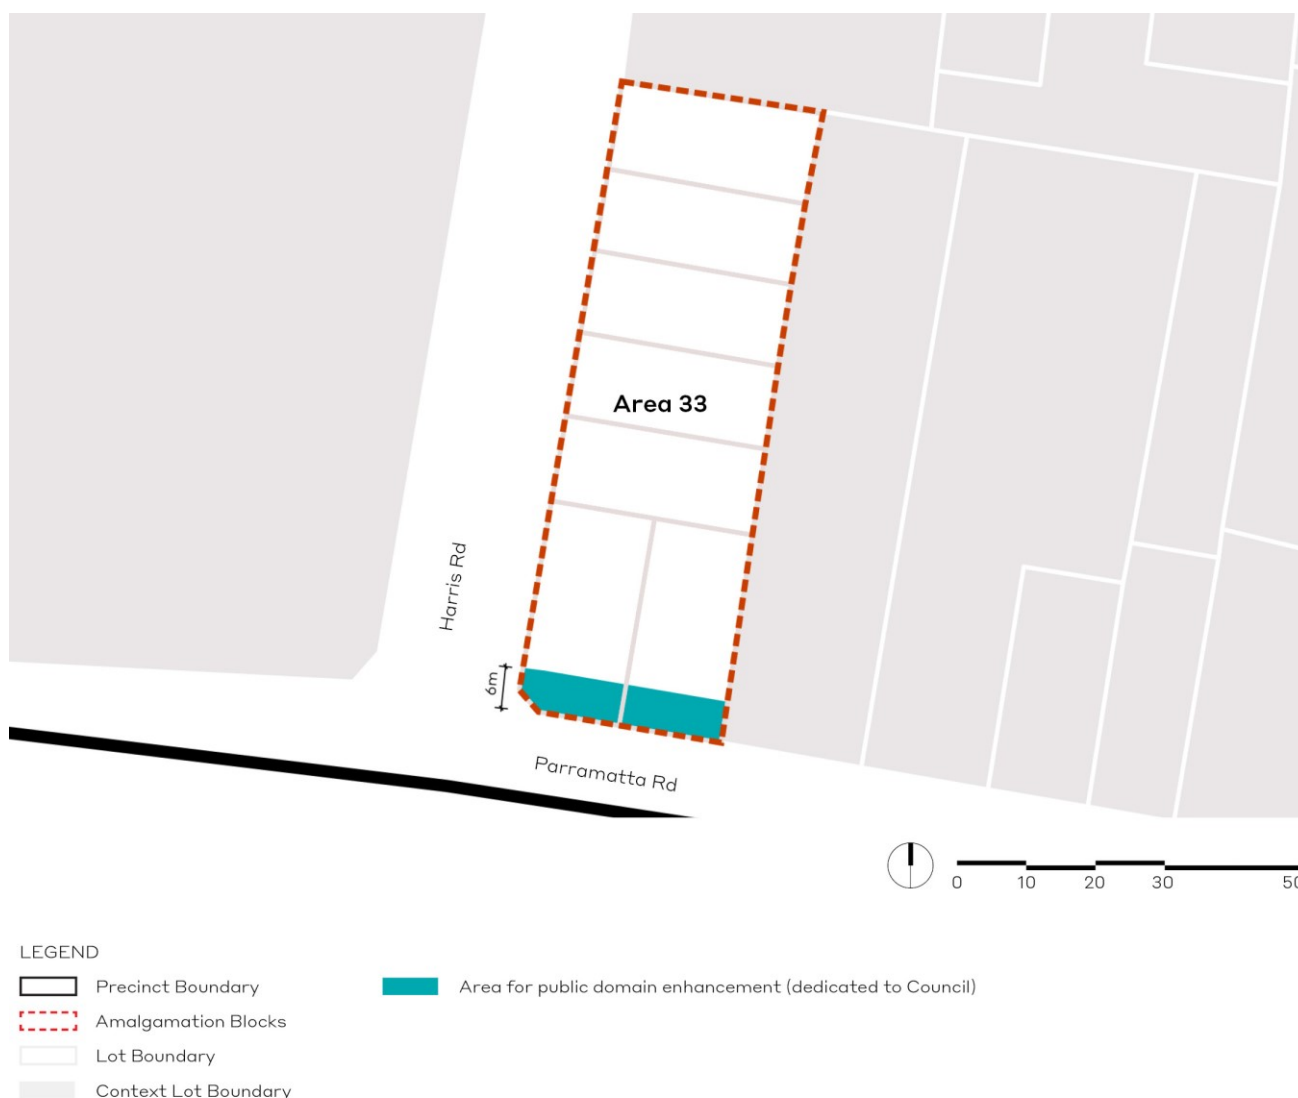 Area 33
Harris Rd
6m
Parramatta Rd
0 10 20 30 50
LEGEND
Precinct Boundary
Area for public domain enhancement (dedicated to Council)
Amalgamation Blocks
Lot Boundary
Context Lot Boundary